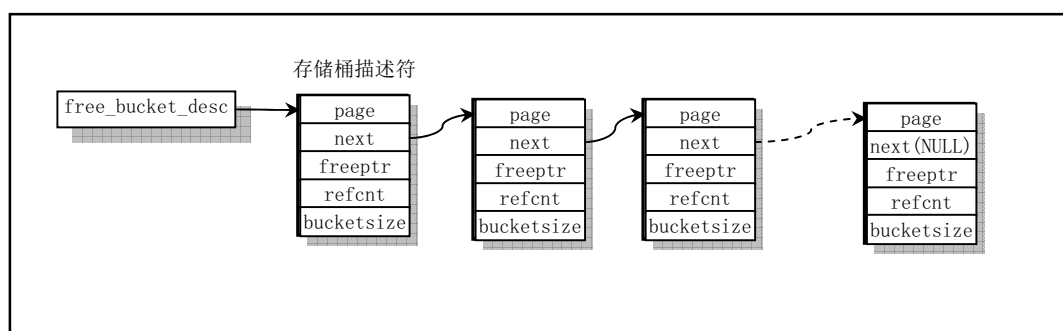 存储桶描述符
free_bucket_desc
page
next
freeptr
refcnt
bucketsize
page
next
freeptr
refcnt
bucketsize
page
next
freeptr
refcnt
bucketsize
page
next(NULL)
freeptr
refcnt
bucketsize